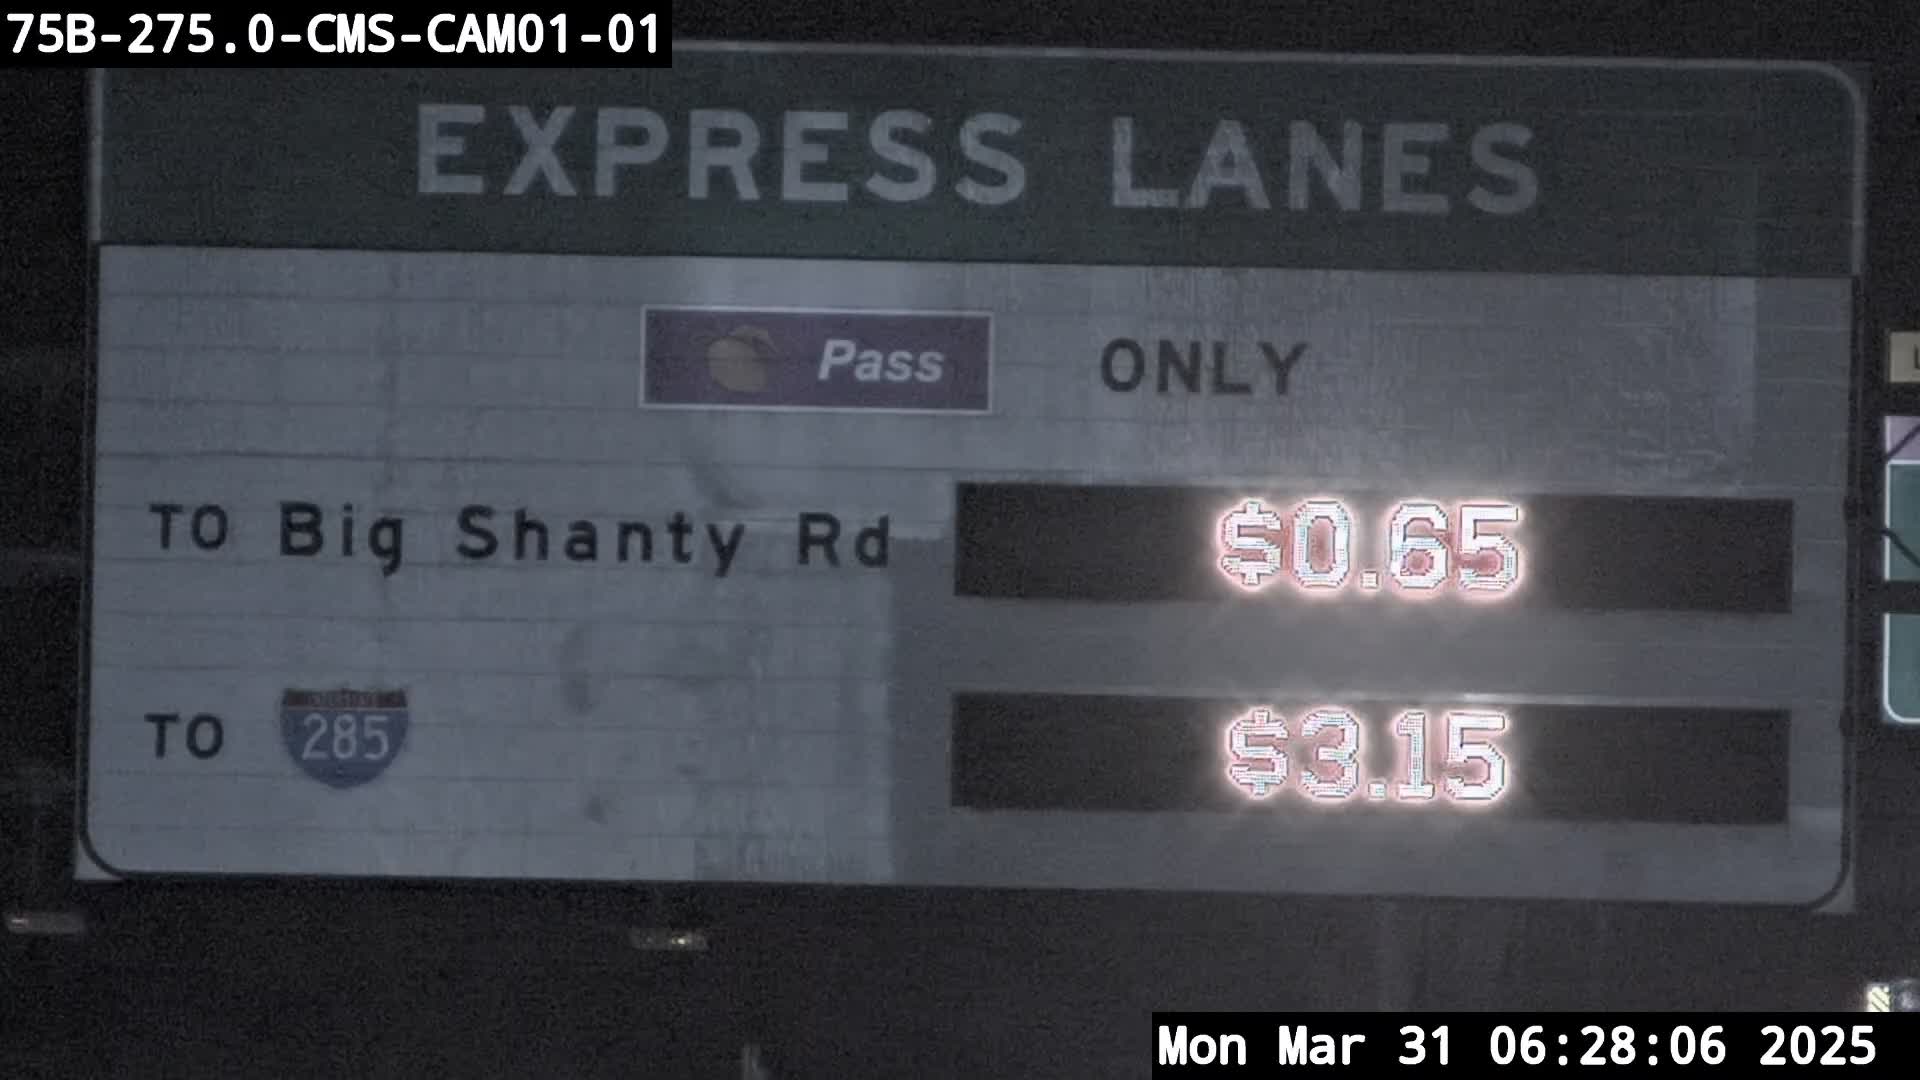 75B-275.0-CMS-CAM01-01
EXPRESS LANES
Pass ONLY
TO Big Shanty Rd $0.65
TO 285 $3.15
Mon Mar 31 06:28:06 2025